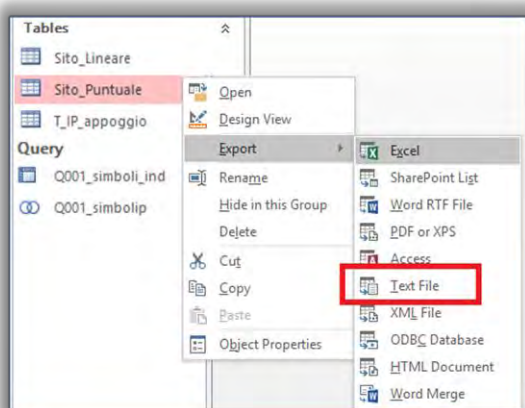 Tables
Sito_Lineare
Sito_Puntuale
T_IP_appoggio
Query
Q001_simboli_ind
Q001_simbolip
Open
Design View
Export
Rename
Hide in this Group
Delete
Cut
Copy
Paste
Object Properties
Excel
SharePoint List
Word RTF File
PDF or XPS
Access
Text File
XML File
ODBC Database
HTML Document
Word Merge